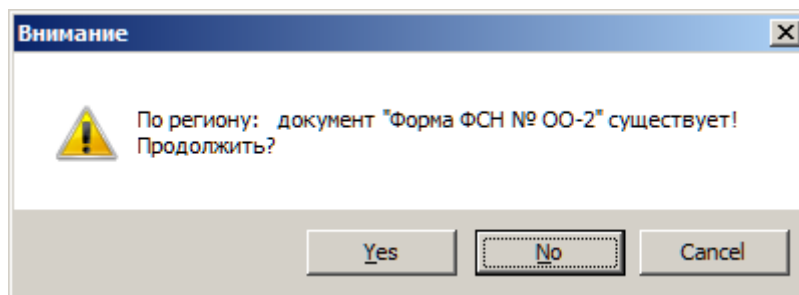 Внимание
По региону: документ "Форма ФСН № ОО-2" существует!
Продолжить?
Yes No Cancel